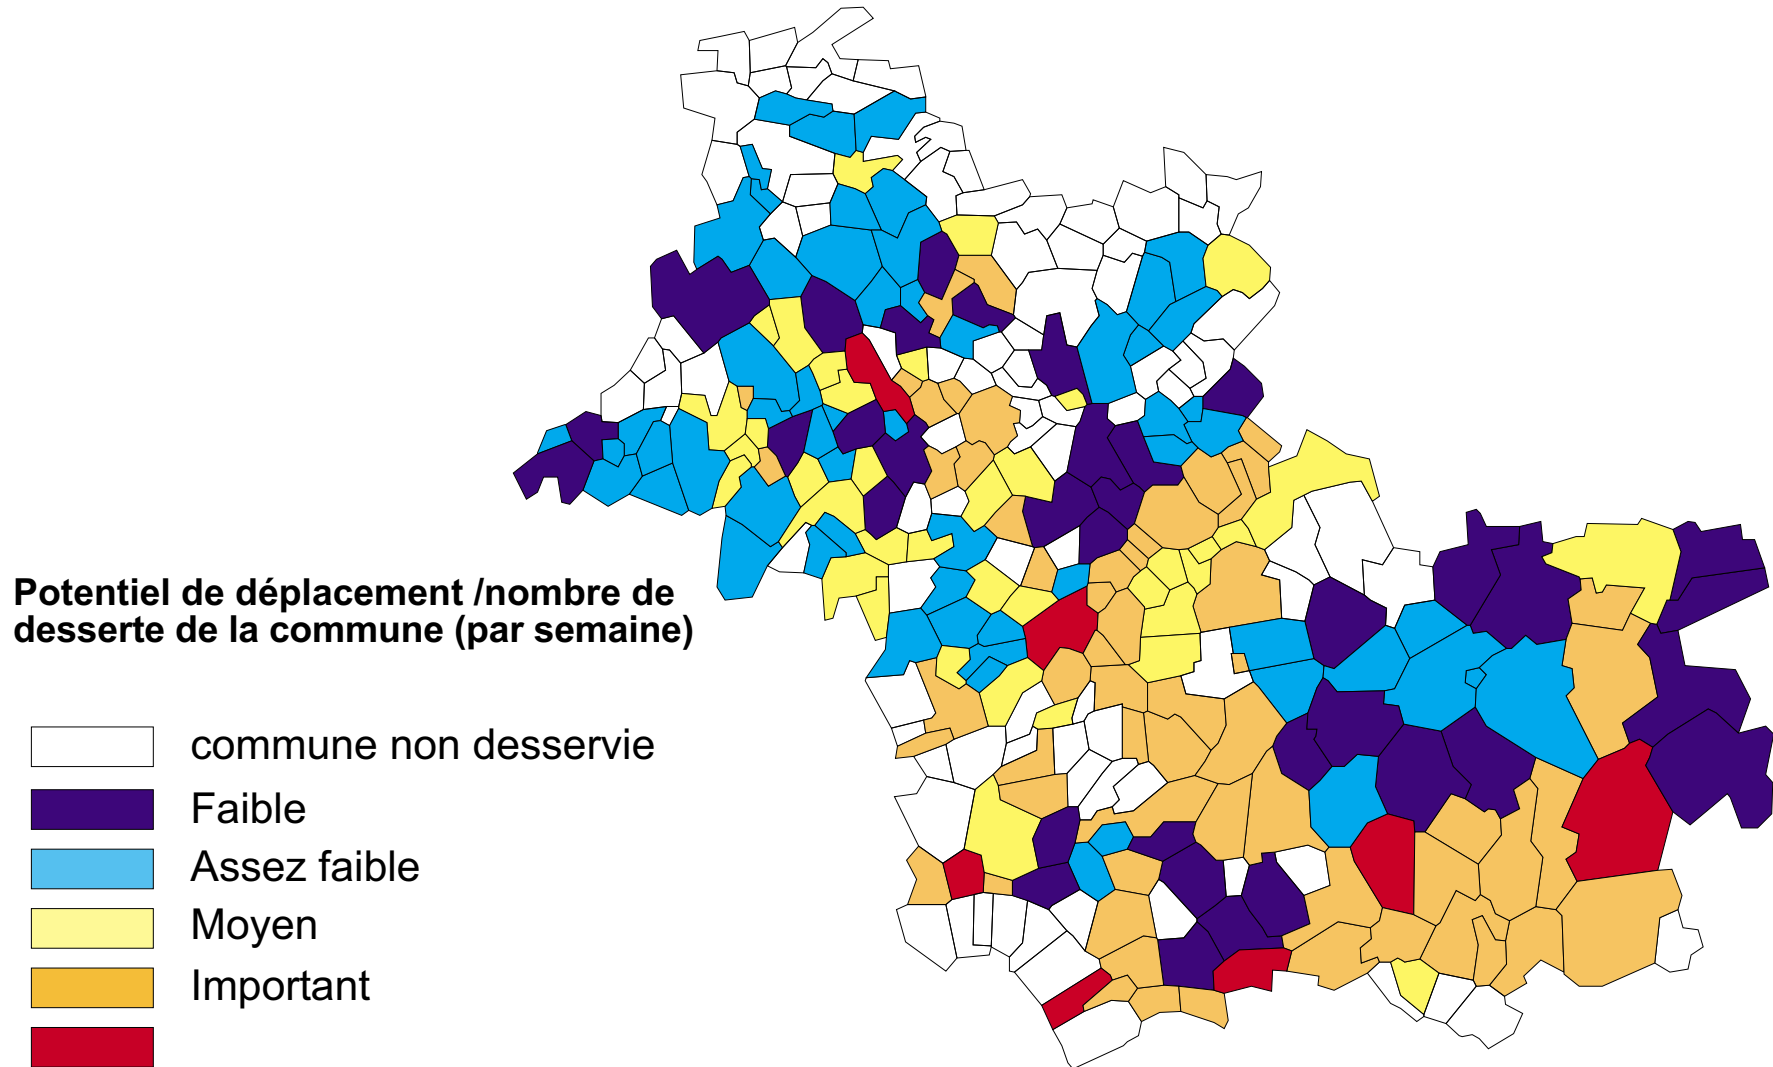 Potentiel de déplacement /nombre de
desserte de la commune (par semaine)
commune non desservie
Faible
Assez faible
Moyen
Important